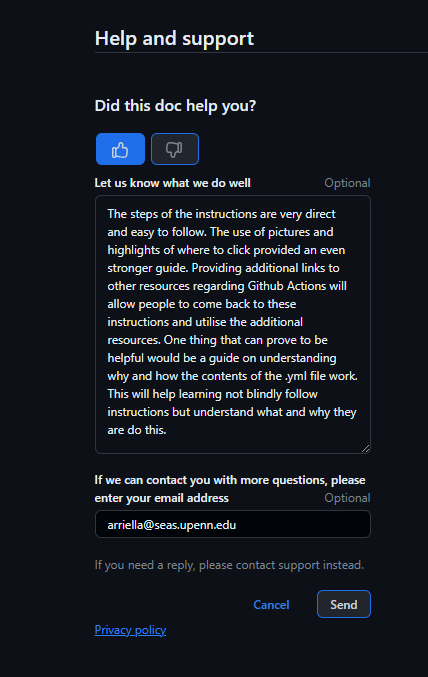 Help and support
Did this doc help you?
Let us know what we do well
Optional
The steps of the instructions are very direct
and easy to follow. The use of pictures and
highlights of where to click provided an even
stronger guide. Providing additional links to
other resources regarding Github Actions will
allow people to come back to these
instructions and utilise the additional
resources. One thing that can prove to be
helpful would be a guide on understanding
why and how the contents of the .yml file work.
This will help learning not blindly follow
instructions but understand what and why they
are do this.
If we can contact you with more questions, please
enter your email address
Optional
arriella@seas.upenn.edu
If you need a reply, please contact support instead.
Cancel
Send
Privacy policy